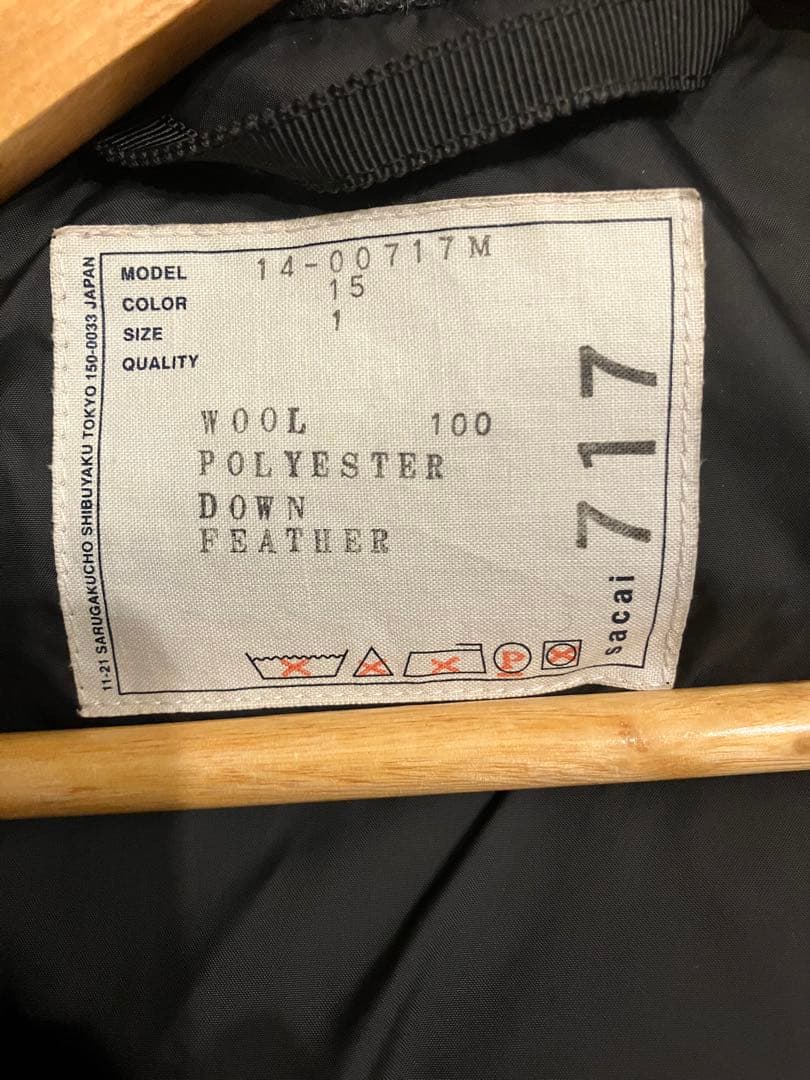 MODEL 14-00717M
COLOR 15
SIZE 1
QUALITY
WOOL 100
POLYESTER
DOWN
FEATHER
P
11-21 SARUGAKUCHO SHIBUYAKU TOKYO 150-0033 JAPAN
sacai 717